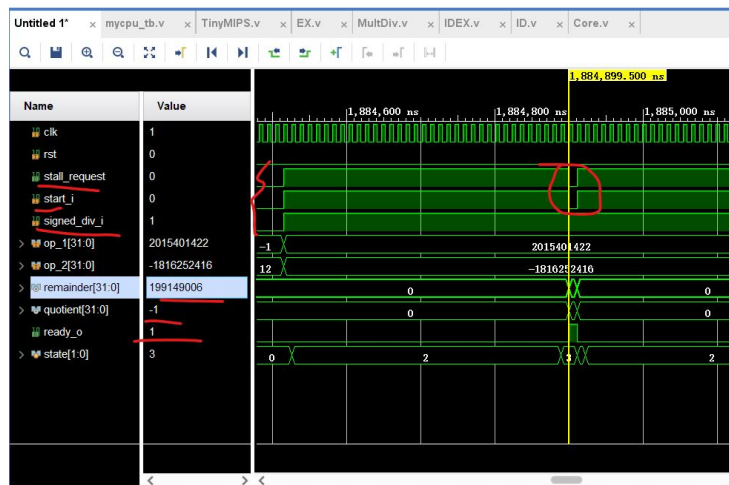 Untitled 1* × mycpu_tb.v × TinyMIPS.v × EX.v × MultDiv.v × IDEX.v × ID.v × Core.v ×
1,884,899.500 ns
Name Value
1,884,600 ns 1,884,800 ns 1,885,000 ns
clk 1
rst 0
stall_request 0
start_i 0
signed_div_i 1
op_1[31:0] 2015401422 -1 2015401422
op_2[31:0] -1816252416 12 -1816252416
remainder[31:0] 199149006 0 0
quotient[31:0] -1 0 0
ready_o 1
state[1:0] 3 0 2 3 2